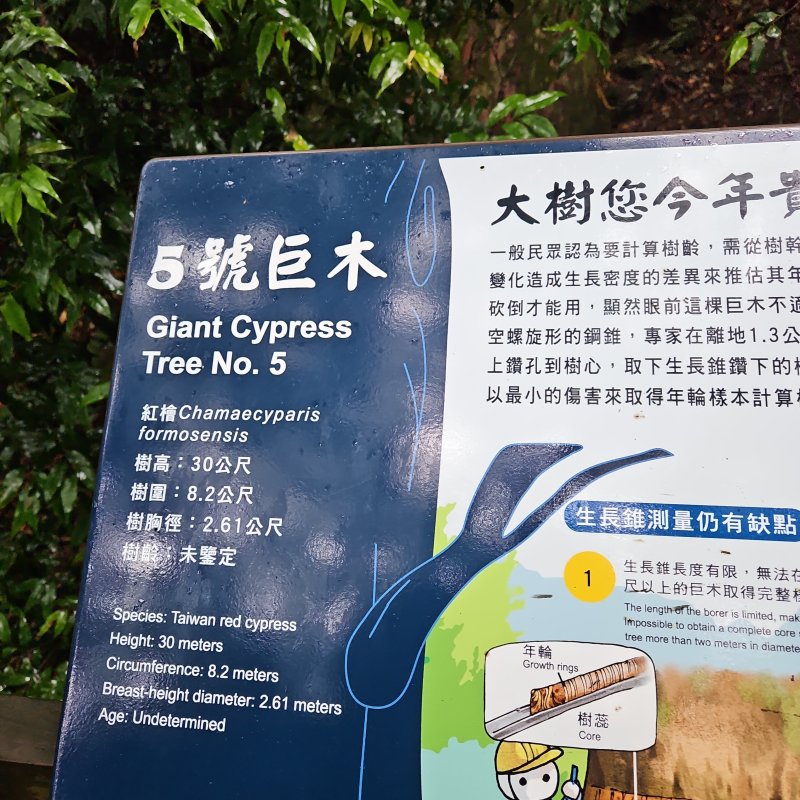 5號巨木
Giant Cypress
Tree No. 5
紅檜Chamaecyparis
formosensis
樹高：30公尺
樹圍：8.2公尺
樹胸徑：2.61公尺
樹齡：未鑒定
Species: Taiwan red cypress
Height: 30 meters
Circumference: 8.2 meters
Breast-height diameter: 2.61 meters
Age: Undetermined
大樹您今年貴
一般民眾認為要計算樹齡，需從樹幹
變化造成生長密度的差異來推估其年
砍倒才能用，顯然眼前這棵巨木不適
空螺旋形的鋼錐，專家在離地1.3公
上鑽孔到樹心，取下生長錐鑽下的
以最小的傷害來取得年輪樣本計算
生長錐測量仍有缺點
1
生長錐長度有限，無法在
尺以上的巨木取得完整
The length of the borer is limited,
impossible to obtain a complete core
tree more than two meters in diamete
年輪
Growth rings
樹蕊
Core